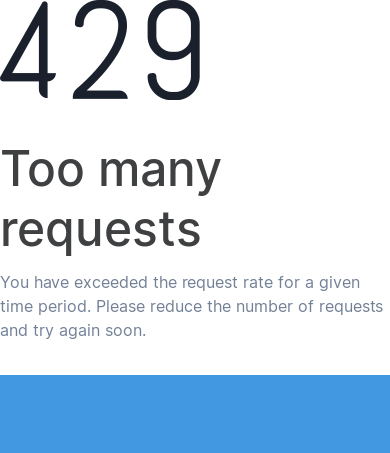 429
Too many
requests
You have exceeded the request rate for a given
time period. Please reduce the number of requests
and try again soon.